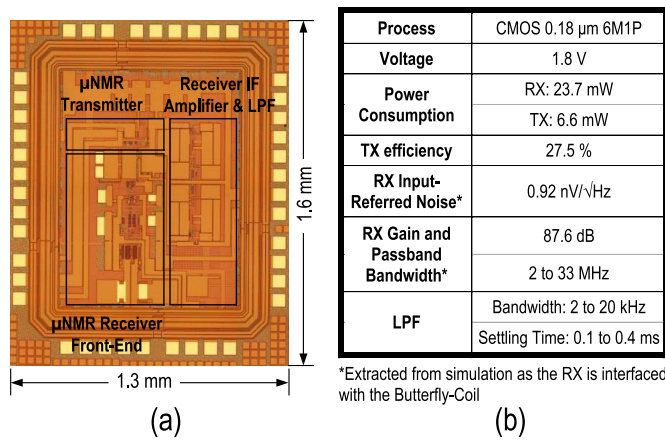 µNMR
Transmitter
Receiver IF
Amplifier & LPF
µNMR Receiver
Front-End
1.6 mm
1.3 mm
(a)
Process CMOS 0.18 µm 6M1P
Voltage 1.8 V
Power
Consumption
RX: 23.7 mW
TX: 6.6 mW
TX efficiency 27.5 %
RX Input-
Referred Noise*
0.92 nV/√Hz
RX Gain and
Passband
Bandwidth*
87.6 dB
2 to 33 MHz
LPF
Bandwidth: 2 to 20 kHz
Settling Time: 0.1 to 0.4 ms
*Extracted from simulation as the RX is interfaced
with the Butterfly-Coil
(b)